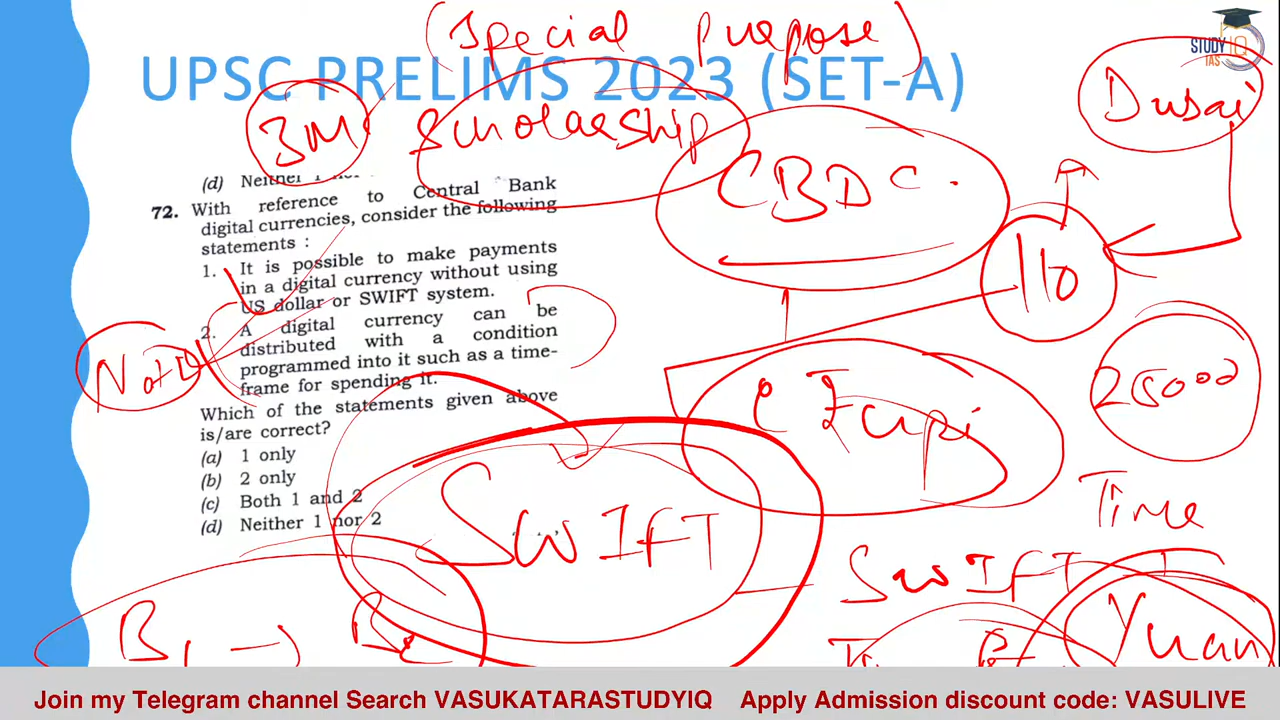 (Special purpose)
STUDY IQ
IAS
UPSC PRELIMS 2023 (SET-A)
3M
Scholarship
CBDC.
Dubai
(d) Neither 1 nor
72. With reference to Central Bank
digital currencies, consider the following
statements :
1. It is possible to make payments
in a digital currency without using
US dollar or SWIFT system.
2. A digital currency can be
distributed with a condition
programmed into it such as a time-
frame for spending it.
Which of the statements given above
is/are correct?
(a) 1 only
(b) 2 only
(c) Both 1 and 2
(d) Neither 1 nor 2
110
25000
Time
SWIFT
SWIFT
Yuan
Join my Telegram channel Search VASUKATARASTUDYIQ Apply Admission discount code: VASULIVE